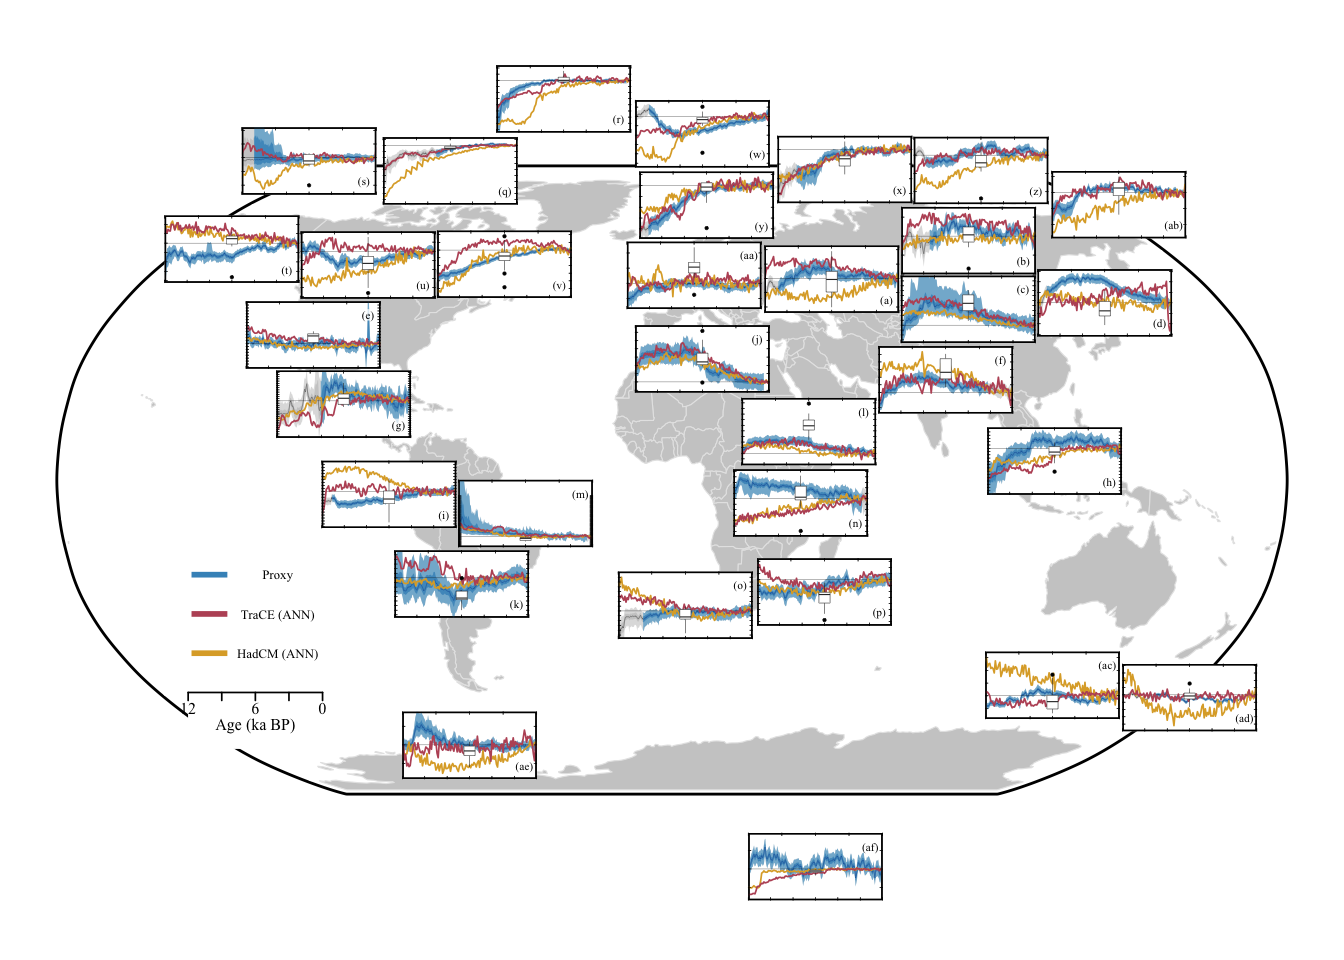 (r)
(w)
(s)
(q)
(x)
(z)
(y)
(ab)
(t)
(u)
(v)
(aa)
(b)
(a)
(c)
(d)
(e)
(j)
(f)
(g)
(l)
(h)
(i)
(m)
(n)
(k)
(o)
(p)
Proxy
TraCE (ANN)
HadCM (ANN)
12 6 0
Age (ka BP)
(ac)
(ad)
(ae)
(af)